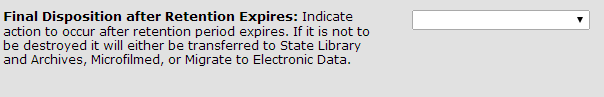 Final Disposition after Retention Expires: Indicate
action to occur after retention period expires. If it is not to
be destroyed it will either be transferred to State Library
and Archives, Microfilmed, or Migrate to Electronic Data.